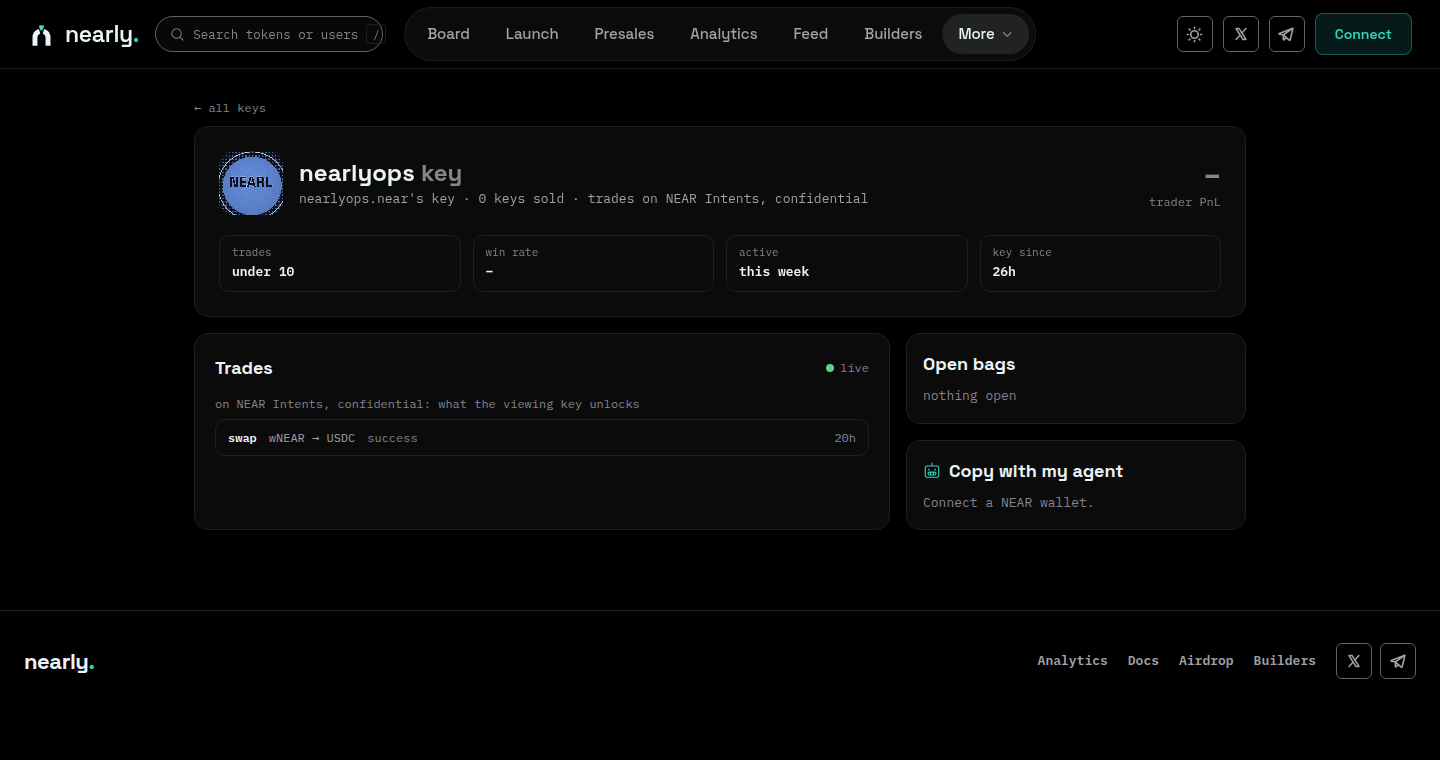 nearly.
Search tokens or users /
Board Launch Presales Analytics Feed Builders More
Connect
← all keys
NEARL
nearlyops key
nearlyops.near's key · 0 keys sold · trades on NEAR Intents, confidential
–
trader PnL
trades
under 10
win rate
–
active
this week
key since
26h
Trades
live
on NEAR Intents, confidential: what the viewing key unlocks
swap wNEAR → USDC success 20h
Open bags
nothing open
Copy with my agent
Connect a NEAR wallet.
nearly.
Analytics Docs Airdrop Builders